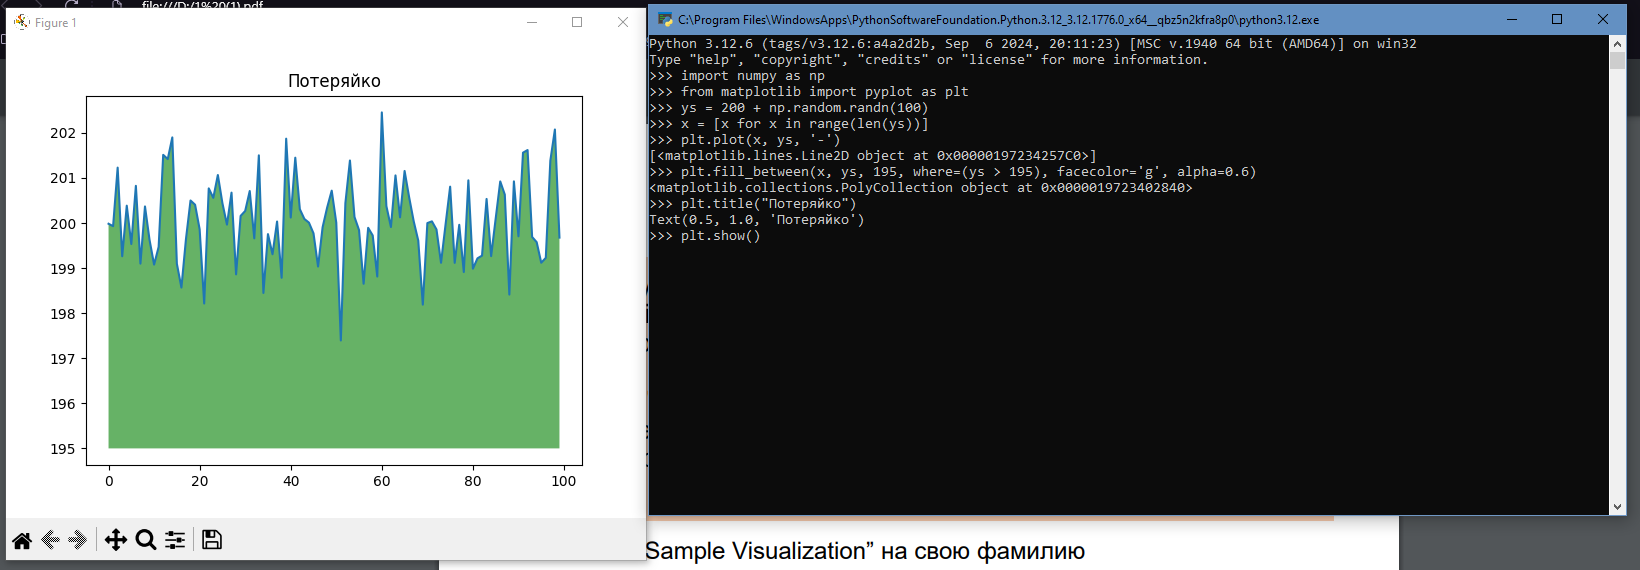 file:///D:/1%20(1).pdf
Figure 1
Потеряйко
202
201
200
199
198
197
196
195
0 20 40 60 80 100
C:\Program Files\WindowsApps\PythonSoftwareFoundation.Python.3.12_3.12.1776.0_x64__qbz5n2kfra8p0\python3.12.exe
Python 3.12.6 (tags/v3.12.6:a4a2d2b, Sep  6 2024, 20:11:23) [MSC v.1940 64 bit (AMD64)] on win32
Type "help", "copyright", "credits" or "license" for more information.
>>> import numpy as np
>>> from matplotlib import pyplot as plt
>>> ys = 200 + np.random.randn(100)
>>> x = [x for x in range(len(ys))]
>>> plt.plot(x, ys, '-')
[<matplotlib.lines.Line2D object at 0x00000197234257C0>]
>>> plt.fill_between(x, ys, 195, where=(ys > 195), facecolor='g', alpha=0.6)
<matplotlib.collections.PolyCollection object at 0x0000019723402840>
>>> plt.title("Потеряйко")
Text(0.5, 1.0, 'Потеряйко')
>>> plt.show()
Sample Visualization” на свою фамилию